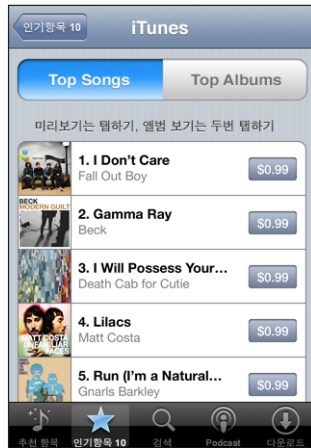 인기항목 10
iTunes
Top Songs
Top Albums
미리보기는 탭하기, 앨범 보기는 두번 탭하기
1. I Don't Care
Fall Out Boy
$0.99
BECK
MODERN GUILT
2. Gamma Ray
Beck
$0.99
3. I Will Possess Your...
Death Cab for Cutie
$0.99
MATT COSTA
UNFAMILIAR
FACES
4. Lilacs
Matt Costa
$0.99
5. Run (I'm a Natural...
Gnarls Barkley
$0.99
추천 항목
인기항목 10
검색
Podcast
다운로드